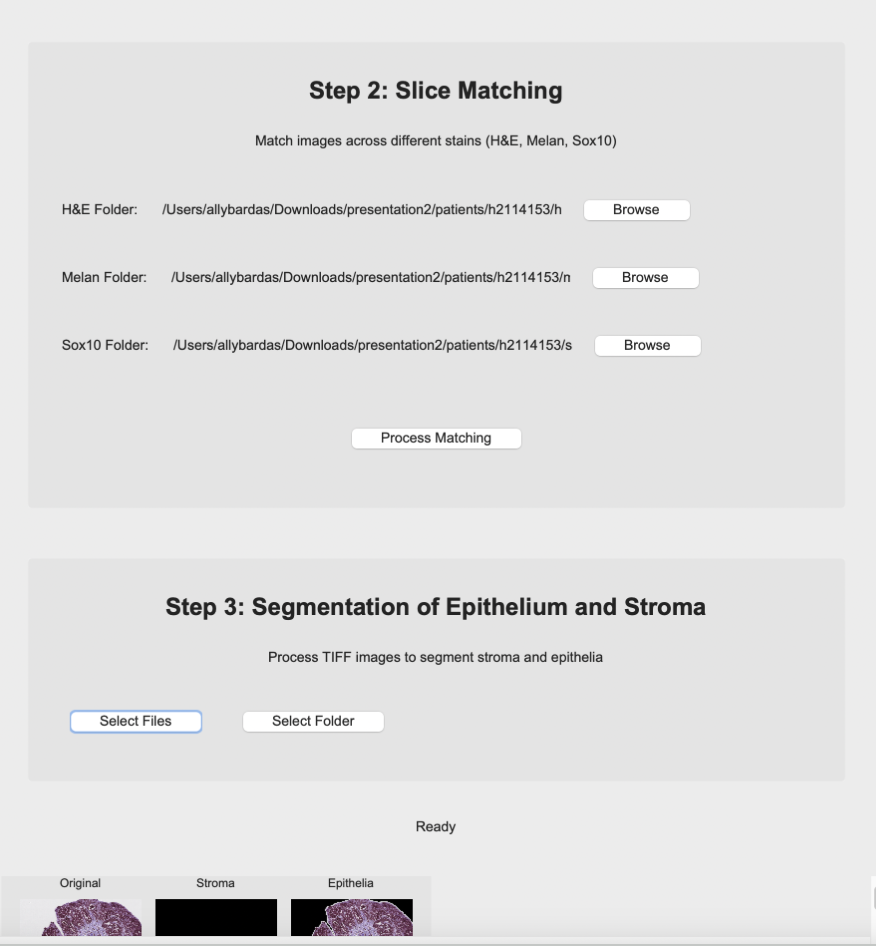 Step 2: Slice Matching
Match images across different stains (H&E, Melan, Sox10)
H&E Folder: /Users/allybardas/Downloads/presentation2/patients/h2114153/h Browse
Melan Folder: /Users/allybardas/Downloads/presentation2/patients/h2114153/m Browse
Sox10 Folder: /Users/allybardas/Downloads/presentation2/patients/h2114153/s Browse
Process Matching
Step 3: Segmentation of Epithelium and Stroma
Process TIFF images to segment stroma and epithelia
Select Files Select Folder
Ready
Original Stroma Epithelia